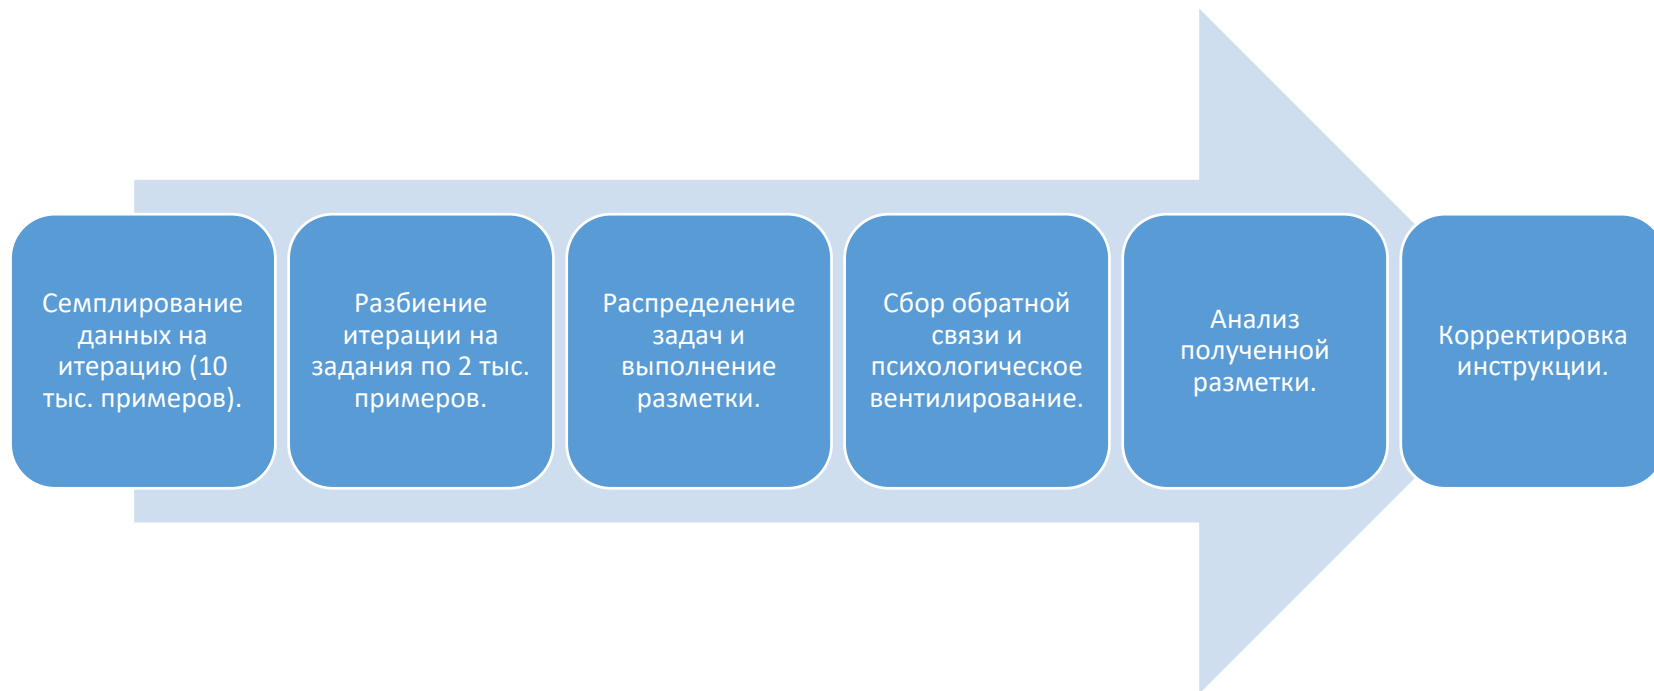 Семплирование
данных на
итерацию (10
тыс. примеров).
Разбиение
итерации на
задания по 2 тыс.
примеров.
Распределение
задач и
выполнение
разметки.
Сбор обратной
связи и
психологическое
вентилирование.
Анализ
полученной
разметки.
Корректировка
инструкции.